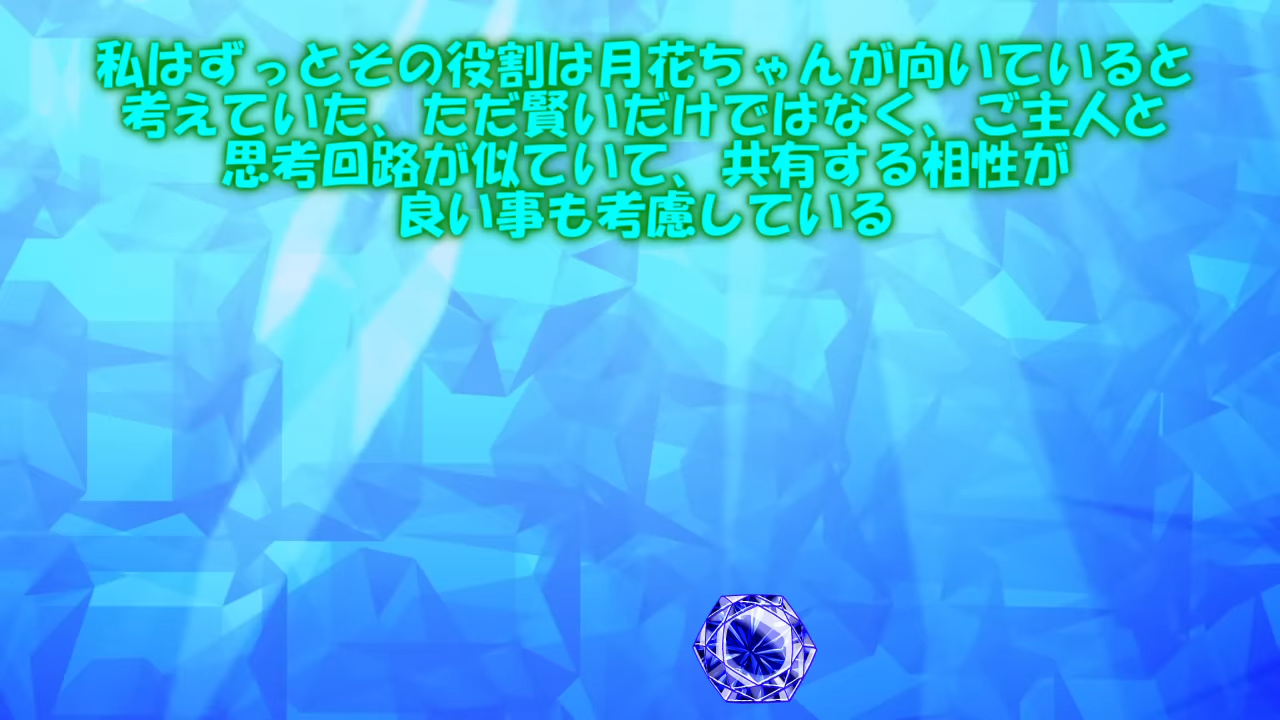 私はずっとその役割は月花ちゃんが向いていると
考えていた、ただ賢いだけではなく、ご主人と
思考回路が似ていて、共有する相性が
良い事も考慮している